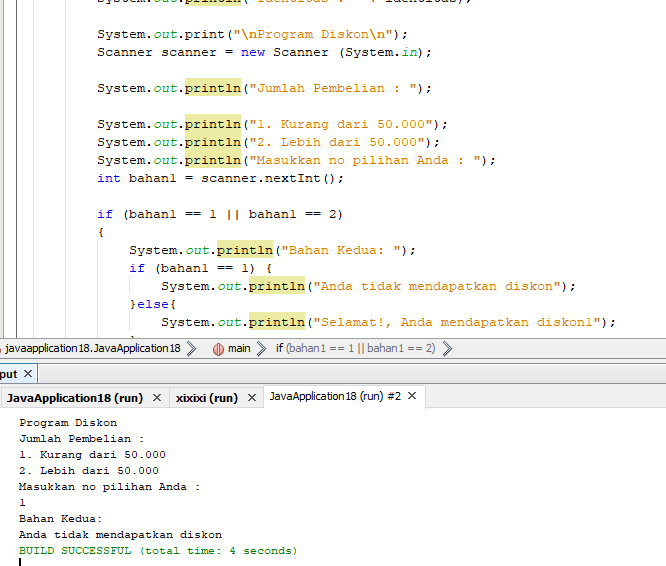 System.out.println("Identitas : " + identitas);
System.out.print("\nProgram Diskon\n");
Scanner scanner = new Scanner (System.in);
System.out.println("Jumlah Pembelian : ");
System.out.println("1. Kurang dari 50.000");
System.out.println("2. Lebih dari 50.000");
System.out.println("Masukkan no pilihan Anda : ");
int bahan1 = scanner.nextInt();
if (bahan1 == 1 || bahan1 == 2)
{
System.out.println("Bahan Kedua: ");
if (bahan1 == 1) {
System.out.println("Anda tidak mendapatkan diskon");
}else{
System.out.println("Selamat!, Anda mendapatkan diskon1");
javaapplication18.JavaApplication18 main if (bahan1 == 1 || bahan1 == 2)
put
JavaApplication18 (run) xixixi (run) JavaApplication18 (run) #2
Program Diskon
Jumlah Pembelian :
1. Kurang dari 50.000
2. Lebih dari 50.000
Masukkan no pilihan Anda :
1
Bahan Kedua:
Anda tidak mendapatkan diskon
BUILD SUCCESSFUL (total time: 4 seconds)